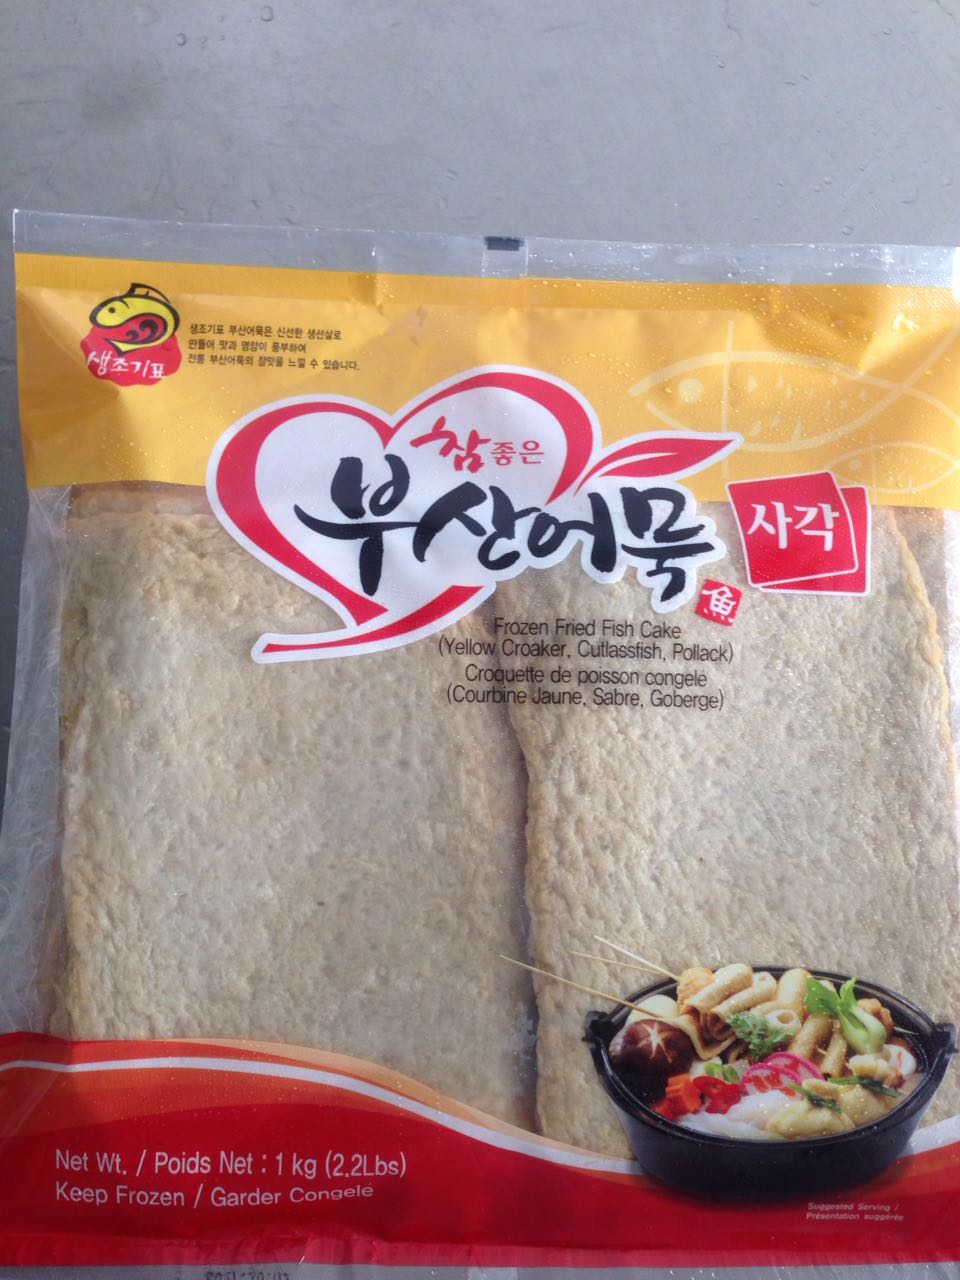 생조기표
생조기표 부산어묵은 신선한 생선살로
만들어 맛과 영양이 풍부하여
전통 부산어묵의 참맛을 느낄 수 있습니다.
참좋은
부산어묵
사각
魚
Frozen Fried Fish Cake
(Yellow Croaker, Cutlassfish, Pollack)
Croquette de poisson congelé
(Courbine Jaune, Sabre, Goberge)
Net Wt. / Poids Net : 1 kg (2.2Lbs)
Keep Frozen / Garder Congelé
Suggested Serving /
Présentation suggérée